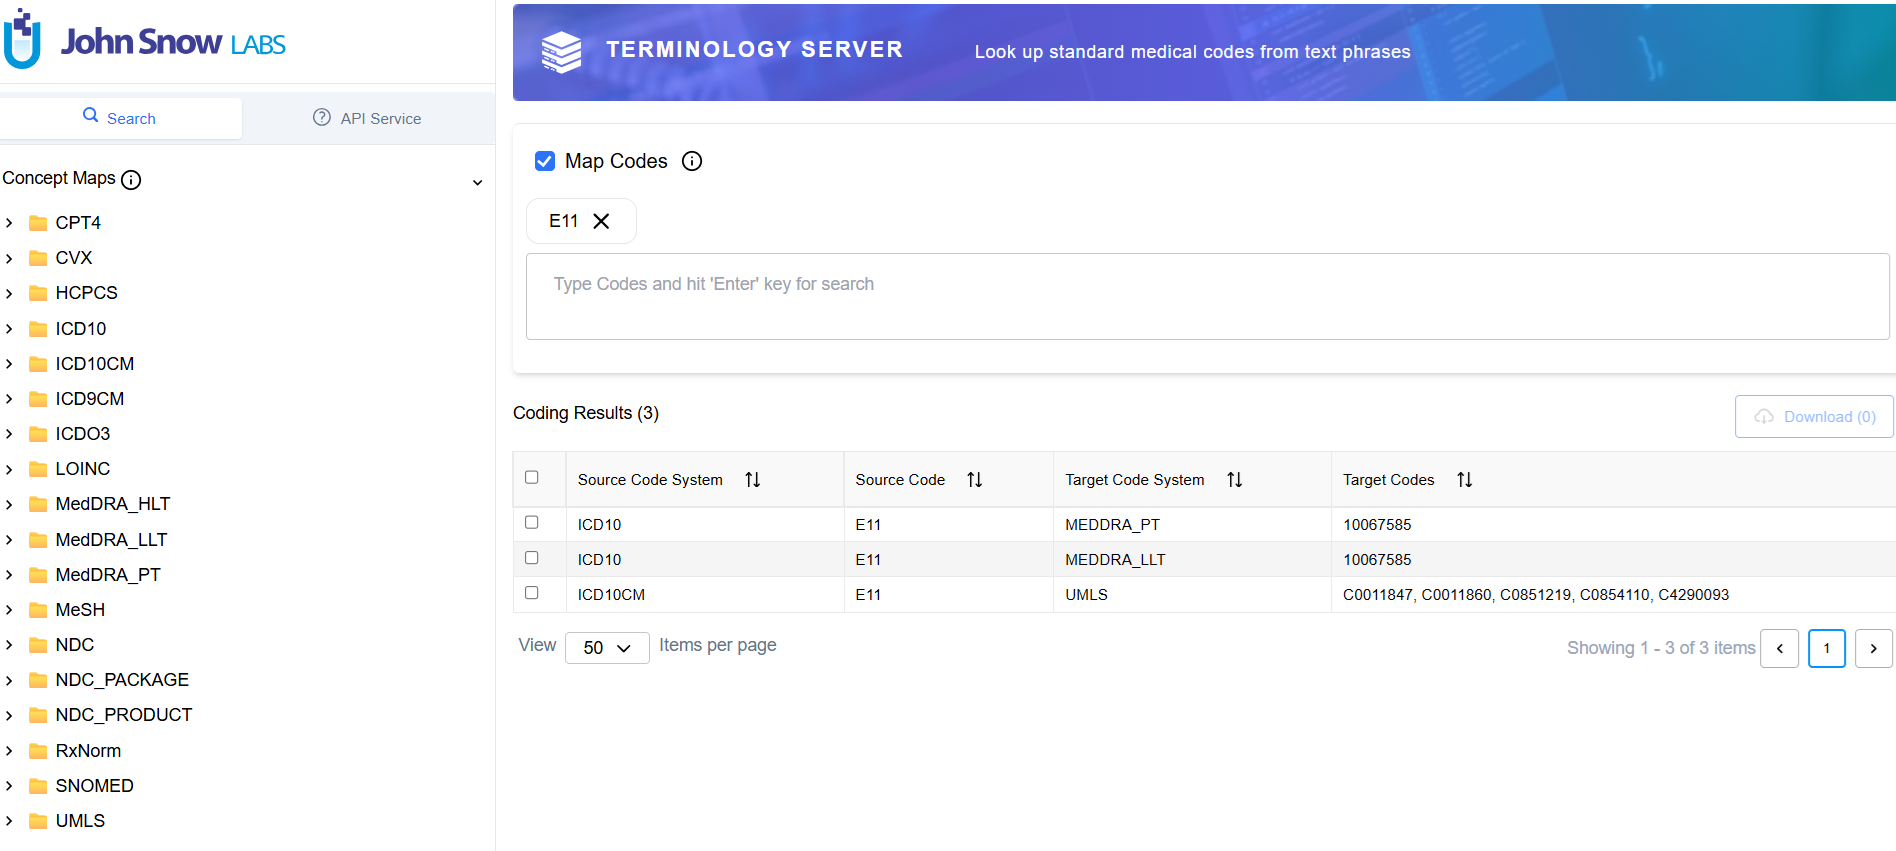 John Snow LABS
Search
API Service
Concept Maps
CPT4
CVX
HCPCS
ICD10
ICD10CM
ICD9CM
ICDO3
LOINC
MedDRA_HLT
MedDRA_LLT
MedDRA_PT
MeSH
NDC
NDC_PACKAGE
NDC_PRODUCT
RxNorm
SNOMED
UMLS
TERMINOLOGY SERVER Look up standard medical codes from text phrases
Map Codes
E11
Type Codes and hit 'Enter' key for search
Coding Results (3)
Download (0)
Source Code System Source Code Target Code System Target Codes
ICD10 E11 MEDDRA_PT 10067585
ICD10 E11 MEDDRA_LLT 10067585
ICD10CM E11 UMLS C0011847, C0011860, C0851219, C0854110, C4290093
View 50 Items per page
Showing 1 - 3 of 3 items 1